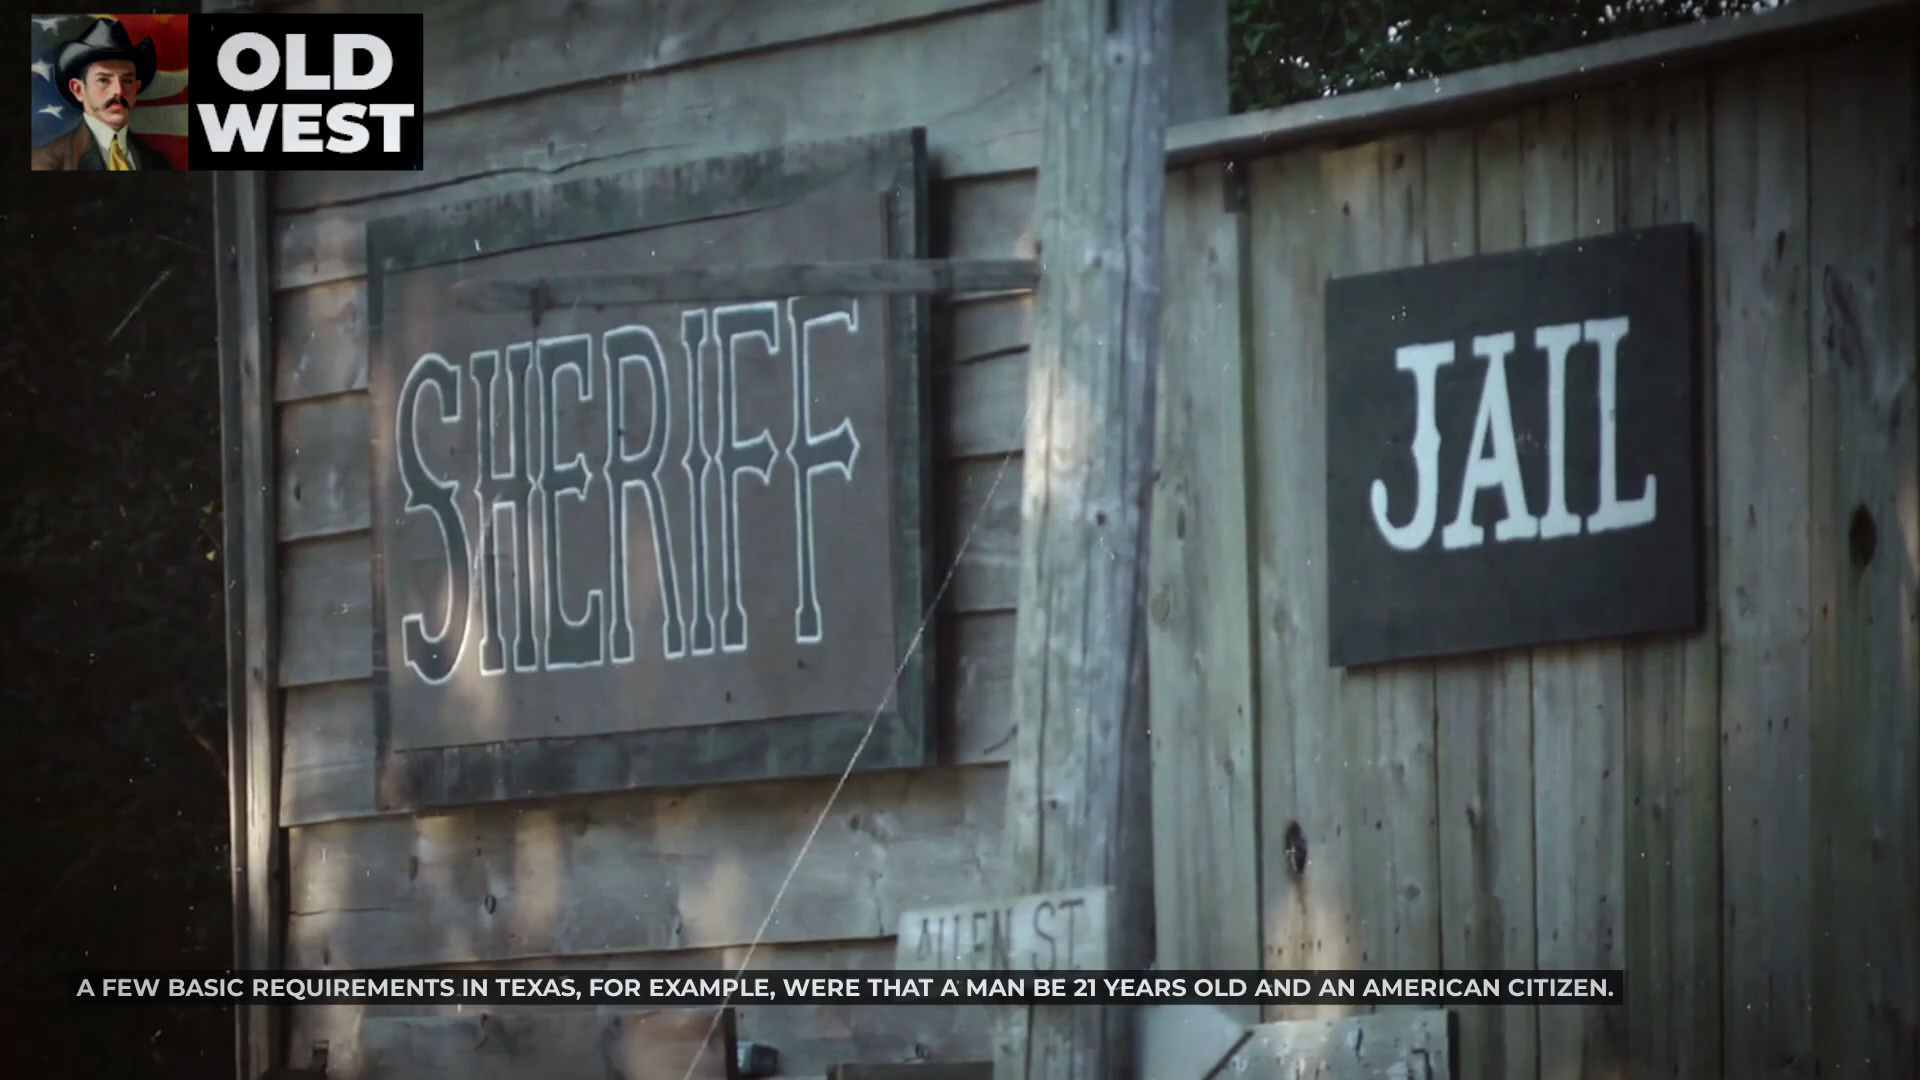 OLD
WEST
SHERIFF
JAIL
ALLEN ST
A FEW BASIC REQUIREMENTS IN TEXAS, FOR EXAMPLE, WERE THAT A MAN BE 21 YEARS OLD AND AN AMERICAN CITIZEN.